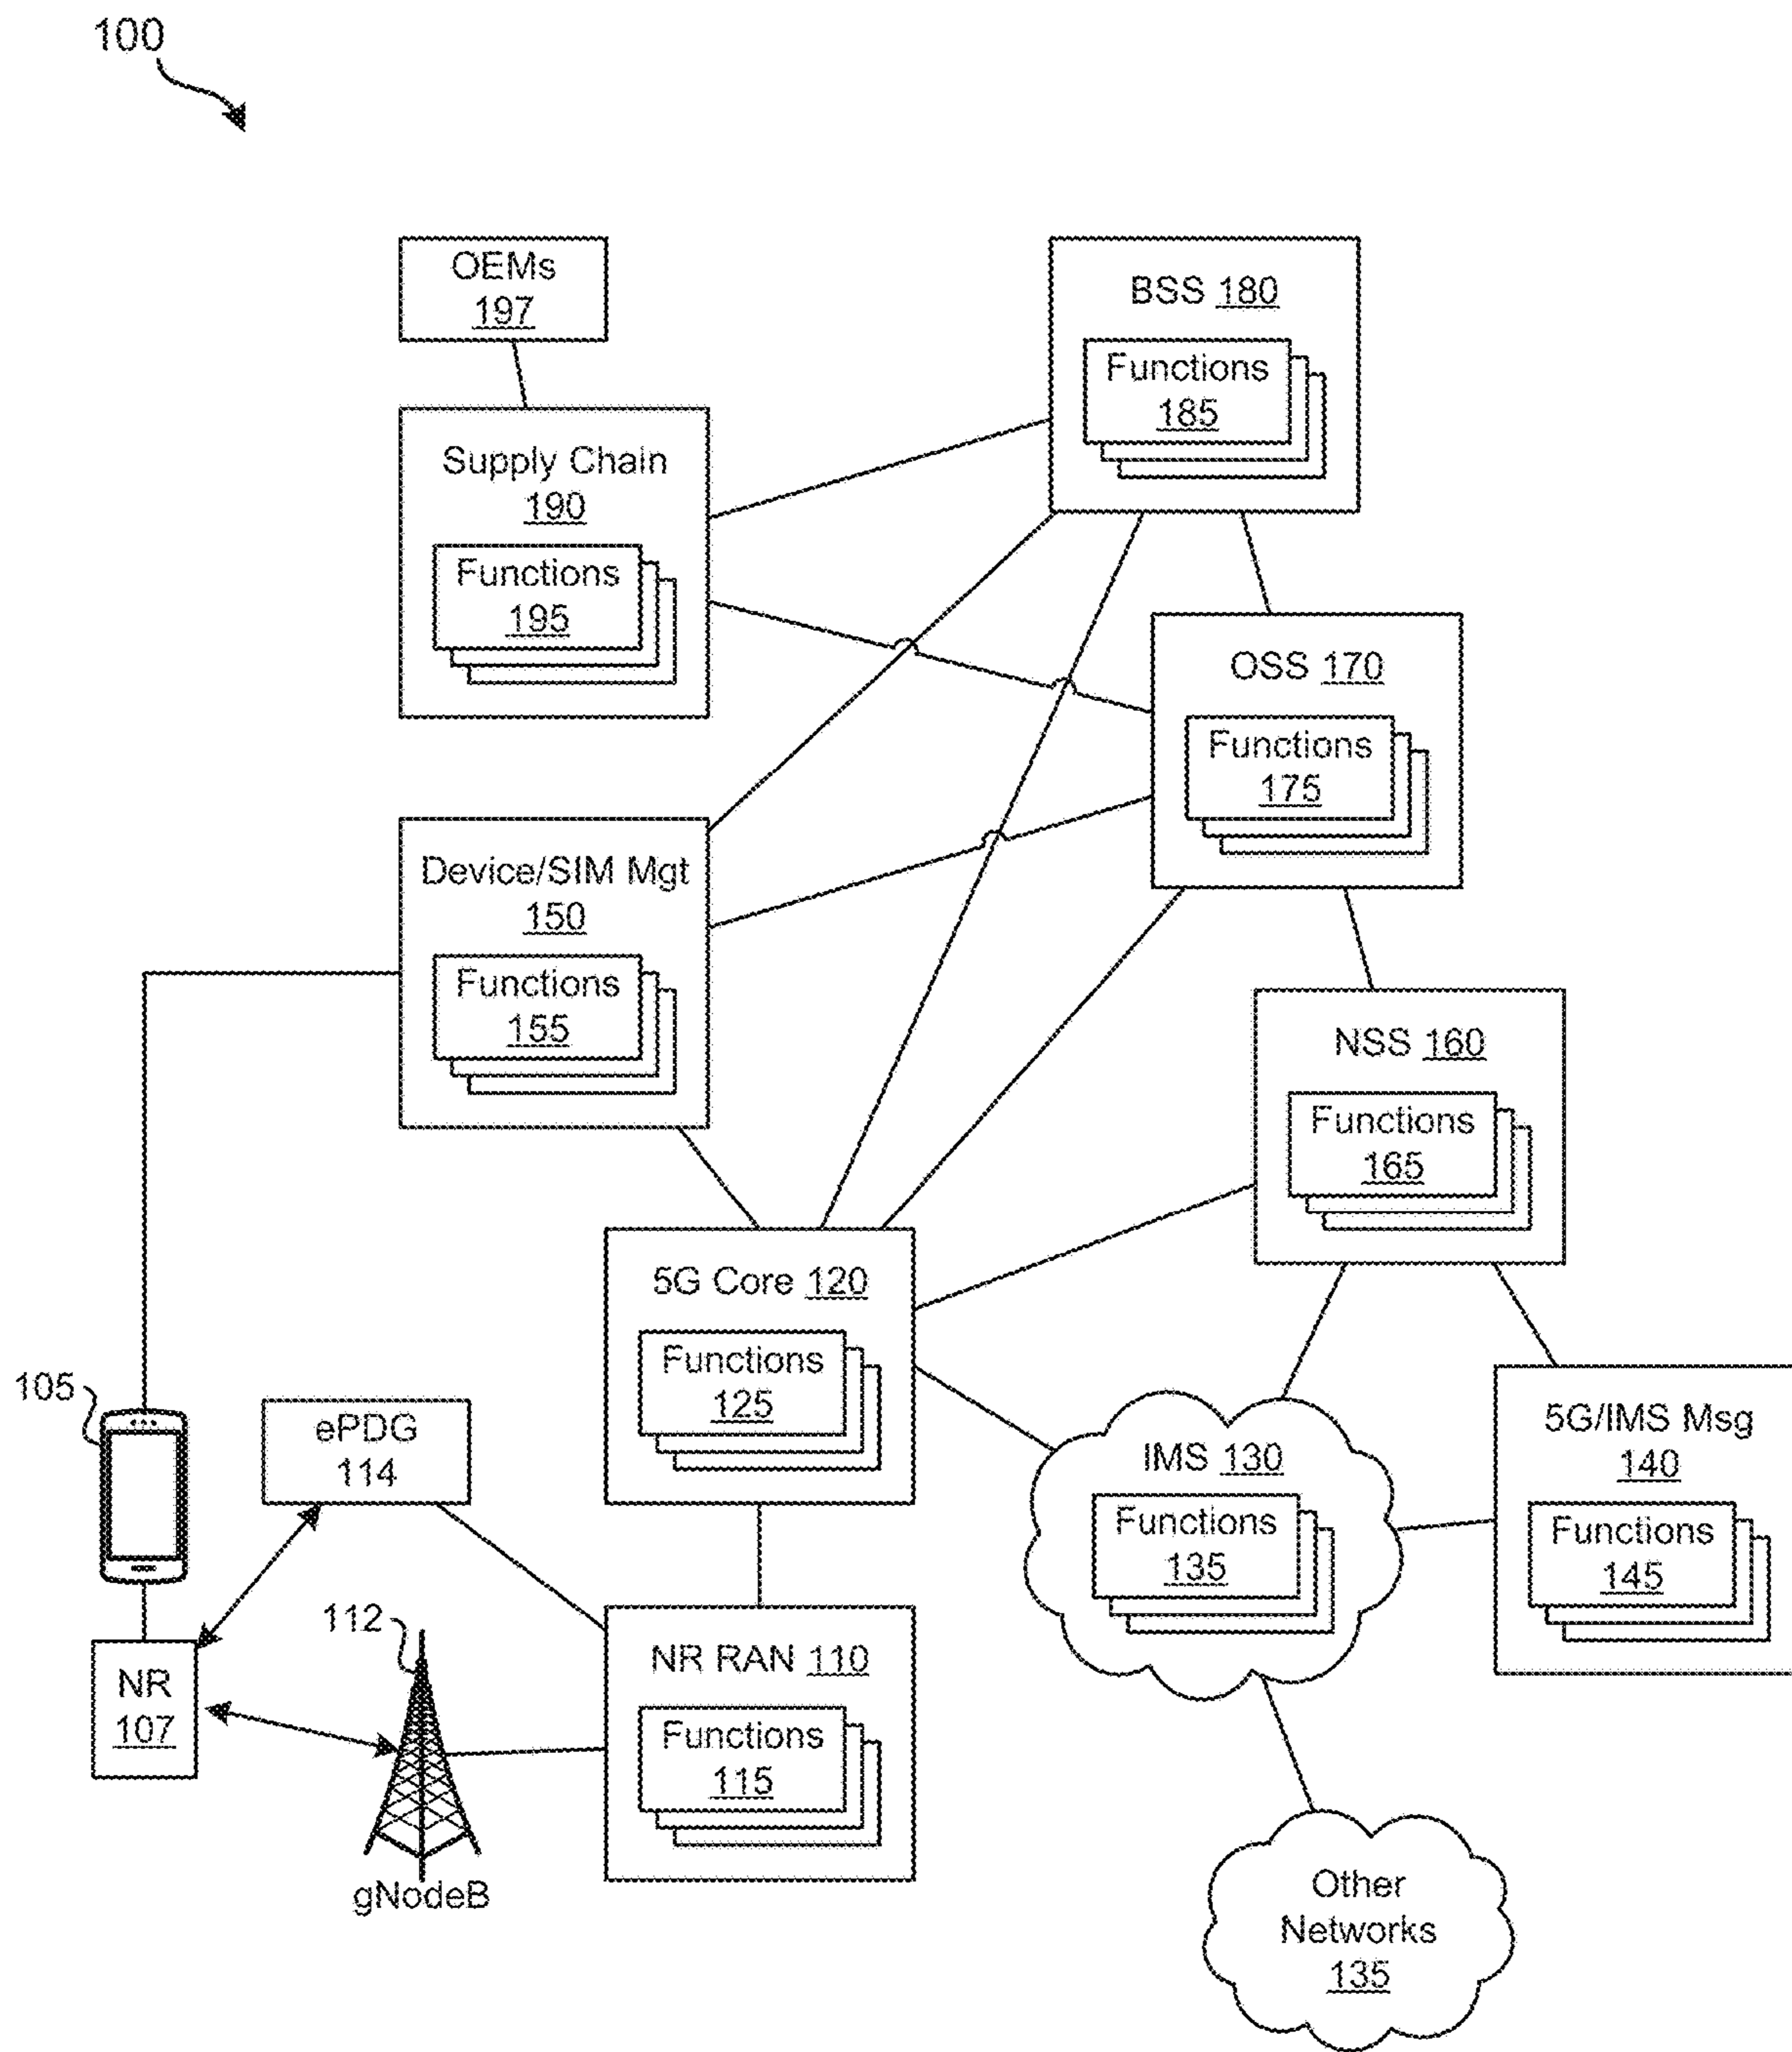 100
OEMs
197
BSS 180
Functions
185
Supply Chain
190
Functions
195
OSS 170
Functions
175
Device/SIM Mgt
150
Functions
155
NSS 160
Functions
165
5G Core 120
Functions
125
105
ePDG
114
IMS 130
Functions
135
5G/IMS Msg
140
Functions
145
112
NR
107
gNodeB
NR RAN 110
Functions
115
Other
Networks
135